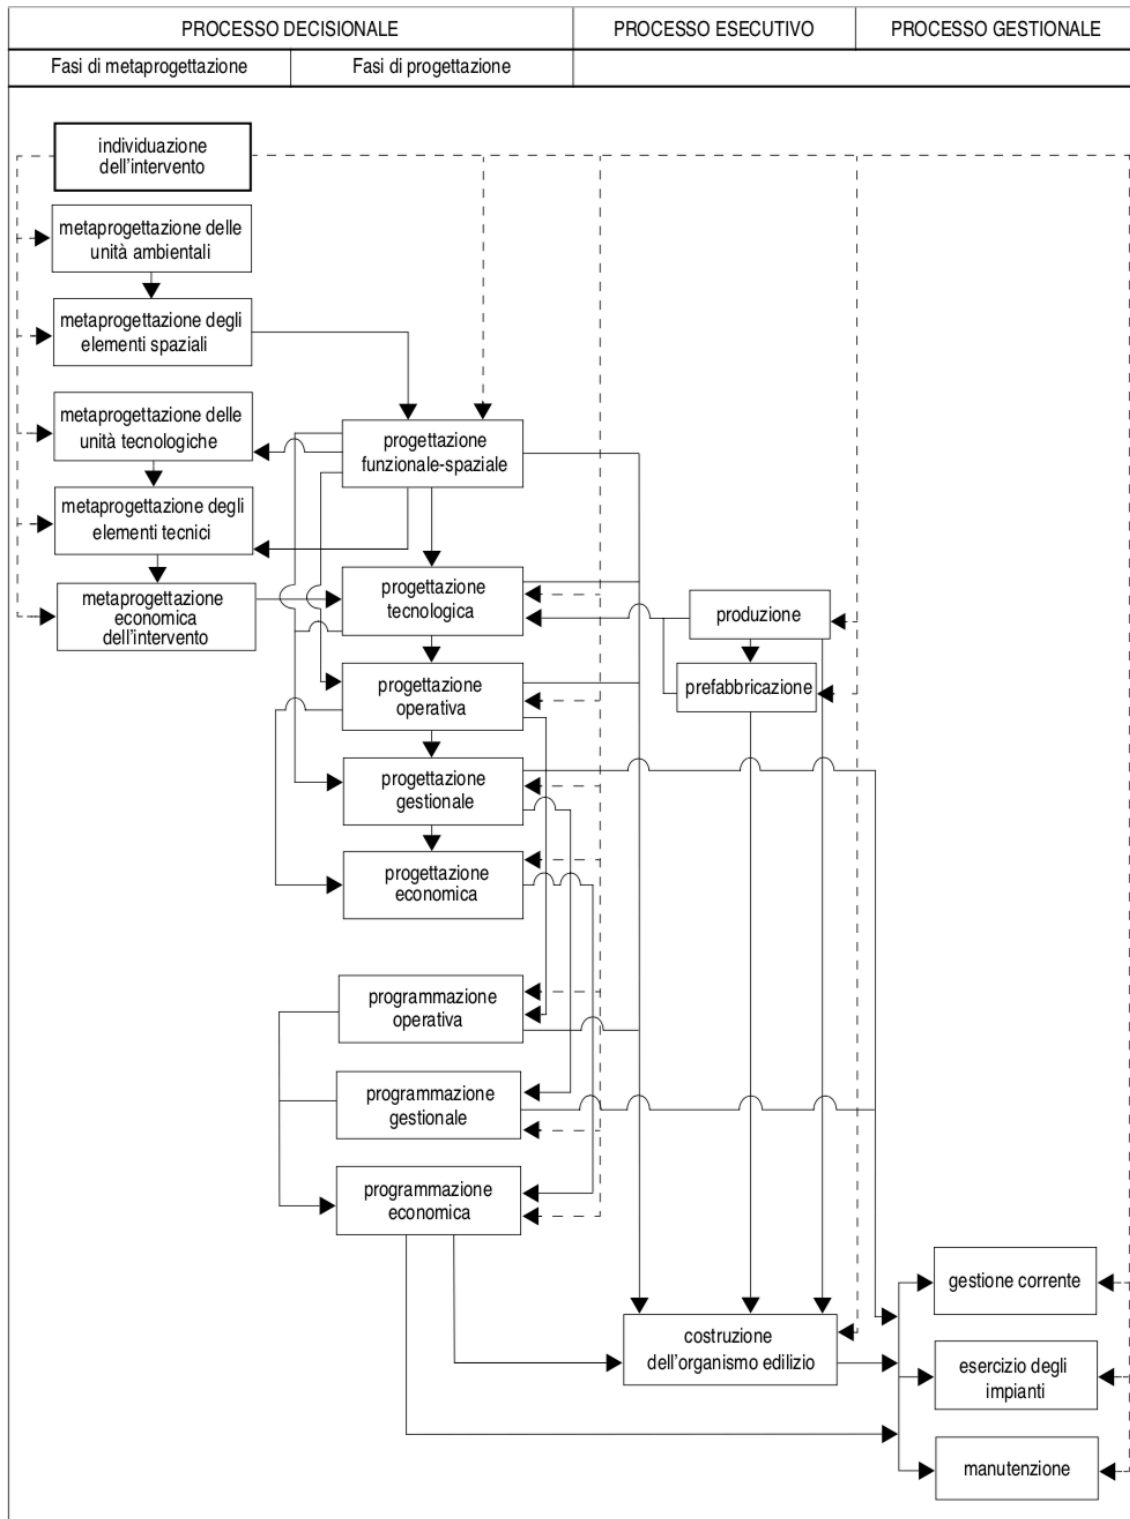 PROCESSO DECISIONALE
PROCESSO ESECUTIVO
PROCESSO GESTIONALE
Fasi di metaprogettazione
Fasi di progettazione
individuazione
dell'intervento
metaprogettazione delle
unità ambientali
metaprogettazione degli
elementi spaziali
metaprogettazione delle
unità tecnologiche
progettazione
funzionale-spaziale
metaprogettazione degli
elementi tecnici
metaprogettazione
economica
dell'intervento
progettazione
tecnologica
produzione
prefabbricazione
progettazione
operativa
progettazione
gestionale
progettazione
economica
programmazione
operativa
programmazione
gestionale
programmazione
economica
gestione corrente
costruzione
dell'organismo edilizio
esercizio degli
impianti
manutenzione